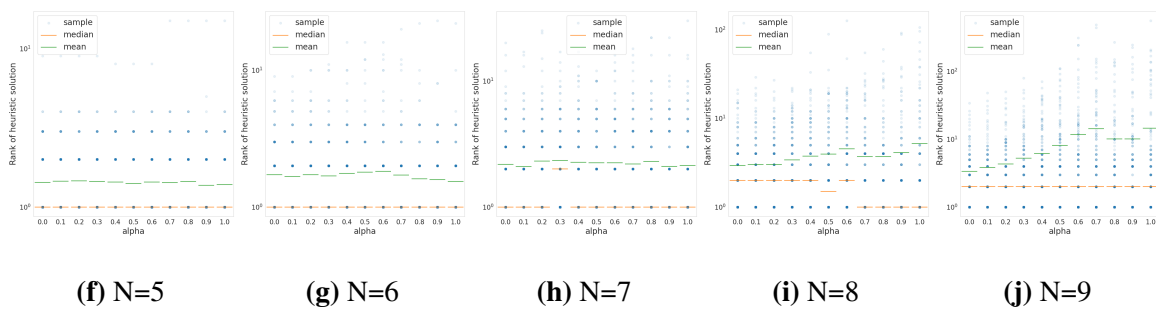 sample
median
mean
Rank of heuristic solution
10¹
10⁰
0.0 0.1 0.2 0.3 0.4 0.5 0.6 0.7 0.8 0.9 1.0
alpha
(f) N=5
sample
median
mean
Rank of heuristic solution
10¹
10⁰
0.0 0.1 0.2 0.3 0.4 0.5 0.6 0.7 0.8 0.9 1.0
alpha
(g) N=6
sample
median
mean
Rank of heuristic solution
10¹
10⁰
0.0 0.1 0.2 0.3 0.4 0.5 0.6 0.7 0.8 0.9 1.0
alpha
(h) N=7
sample
median
mean
Rank of heuristic solution
10²
10¹
10⁰
0.0 0.1 0.2 0.3 0.4 0.5 0.6 0.7 0.8 0.9 1.0
alpha
(i) N=8
sample
median
mean
Rank of heuristic solution
10²
10¹
10⁰
0.0 0.1 0.2 0.3 0.4 0.5 0.6 0.7 0.8 0.9 1.0
alpha
(j) N=9